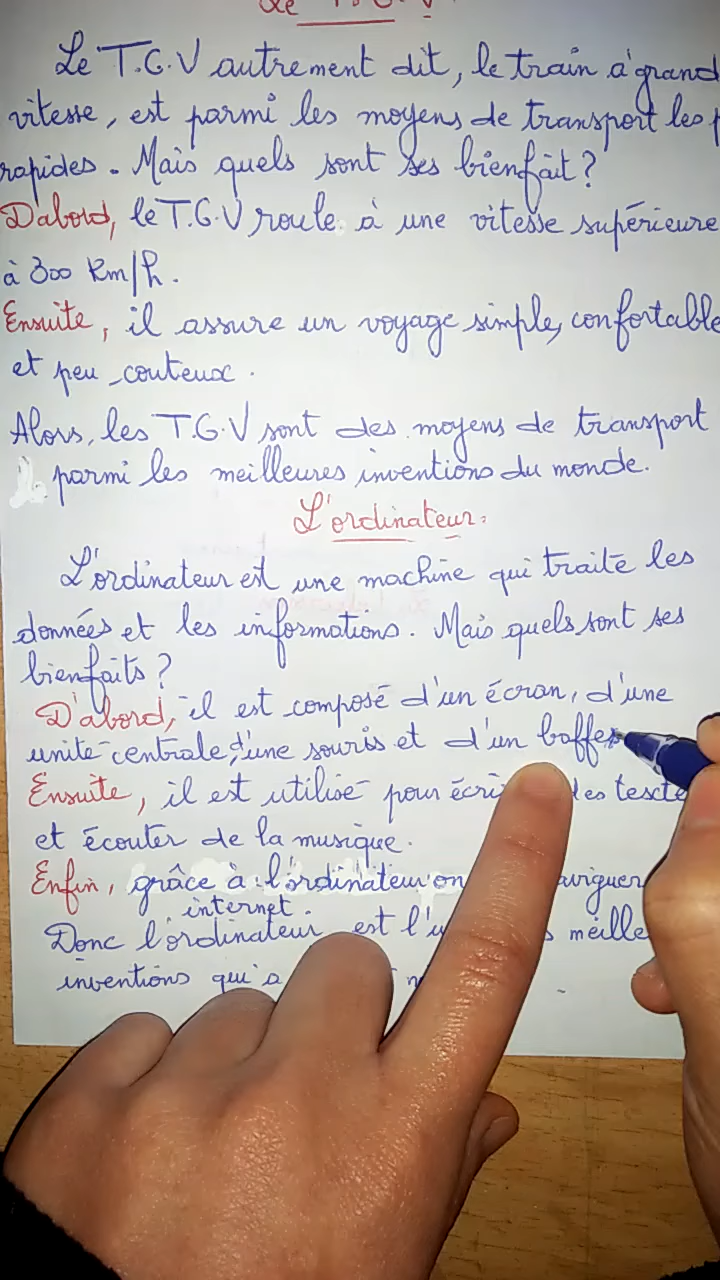 Le T.G.V
Le T.G.V autrement dit, le train à grand
vitesse, est parmi les moyens de transport les p
rapides. Mais quels sont ses bienfait?
D'abord, le T.G.V roule à une vitesse supérieure
à 300 Km/h.
Ensuite, il assure un voyage simple, confortable
et peu couteux.
Alors, les T.G.V sont des moyens de transport
parmi les meilleures inventions du monde.
L'ordinateur:
L'ordinateur est une machine qui traite les
données et les informations. Mais quels sont ses
bienfaits?
D'abord, il est composé d'un écran, d'une
unité centrale, d'une souris et d'un baffes
Ensuite, il est utilisé pour écri les texte
et écouter de la musique.
Enfin, grâce à l'ordinateur on aviguer
internet.
Donc l'ordinateur est l'u s meille
inventions qui a